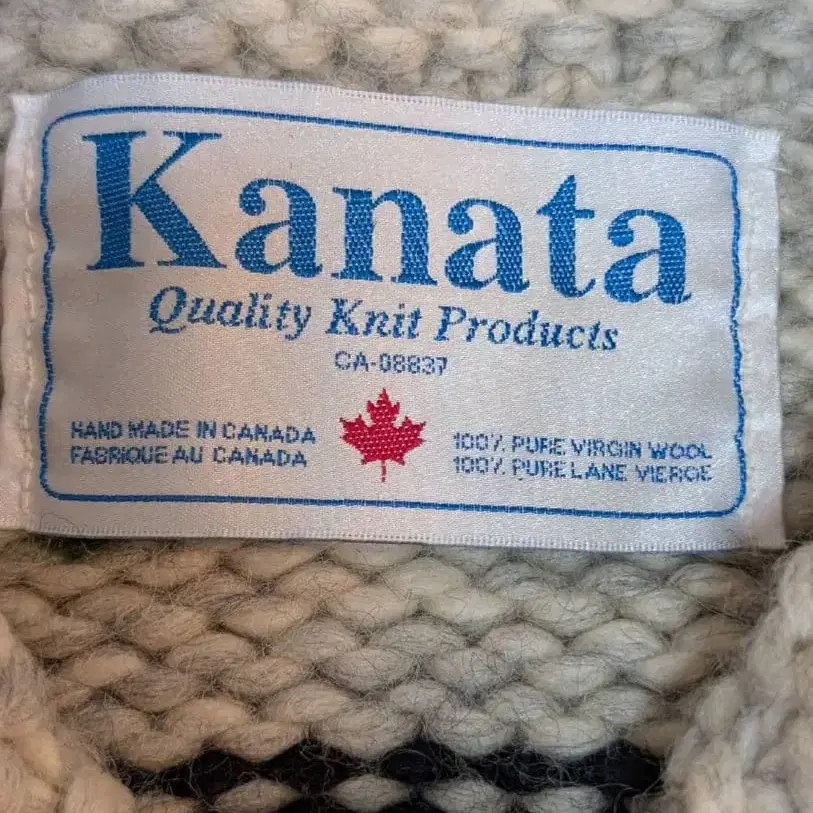 Kanata
Quality Knit Products
CA-08837
HAND MADE IN CANADA
FABRIQUE AU CANADA
100% PURE VIRGIN WOOL
100% PURE LANE VIERGE